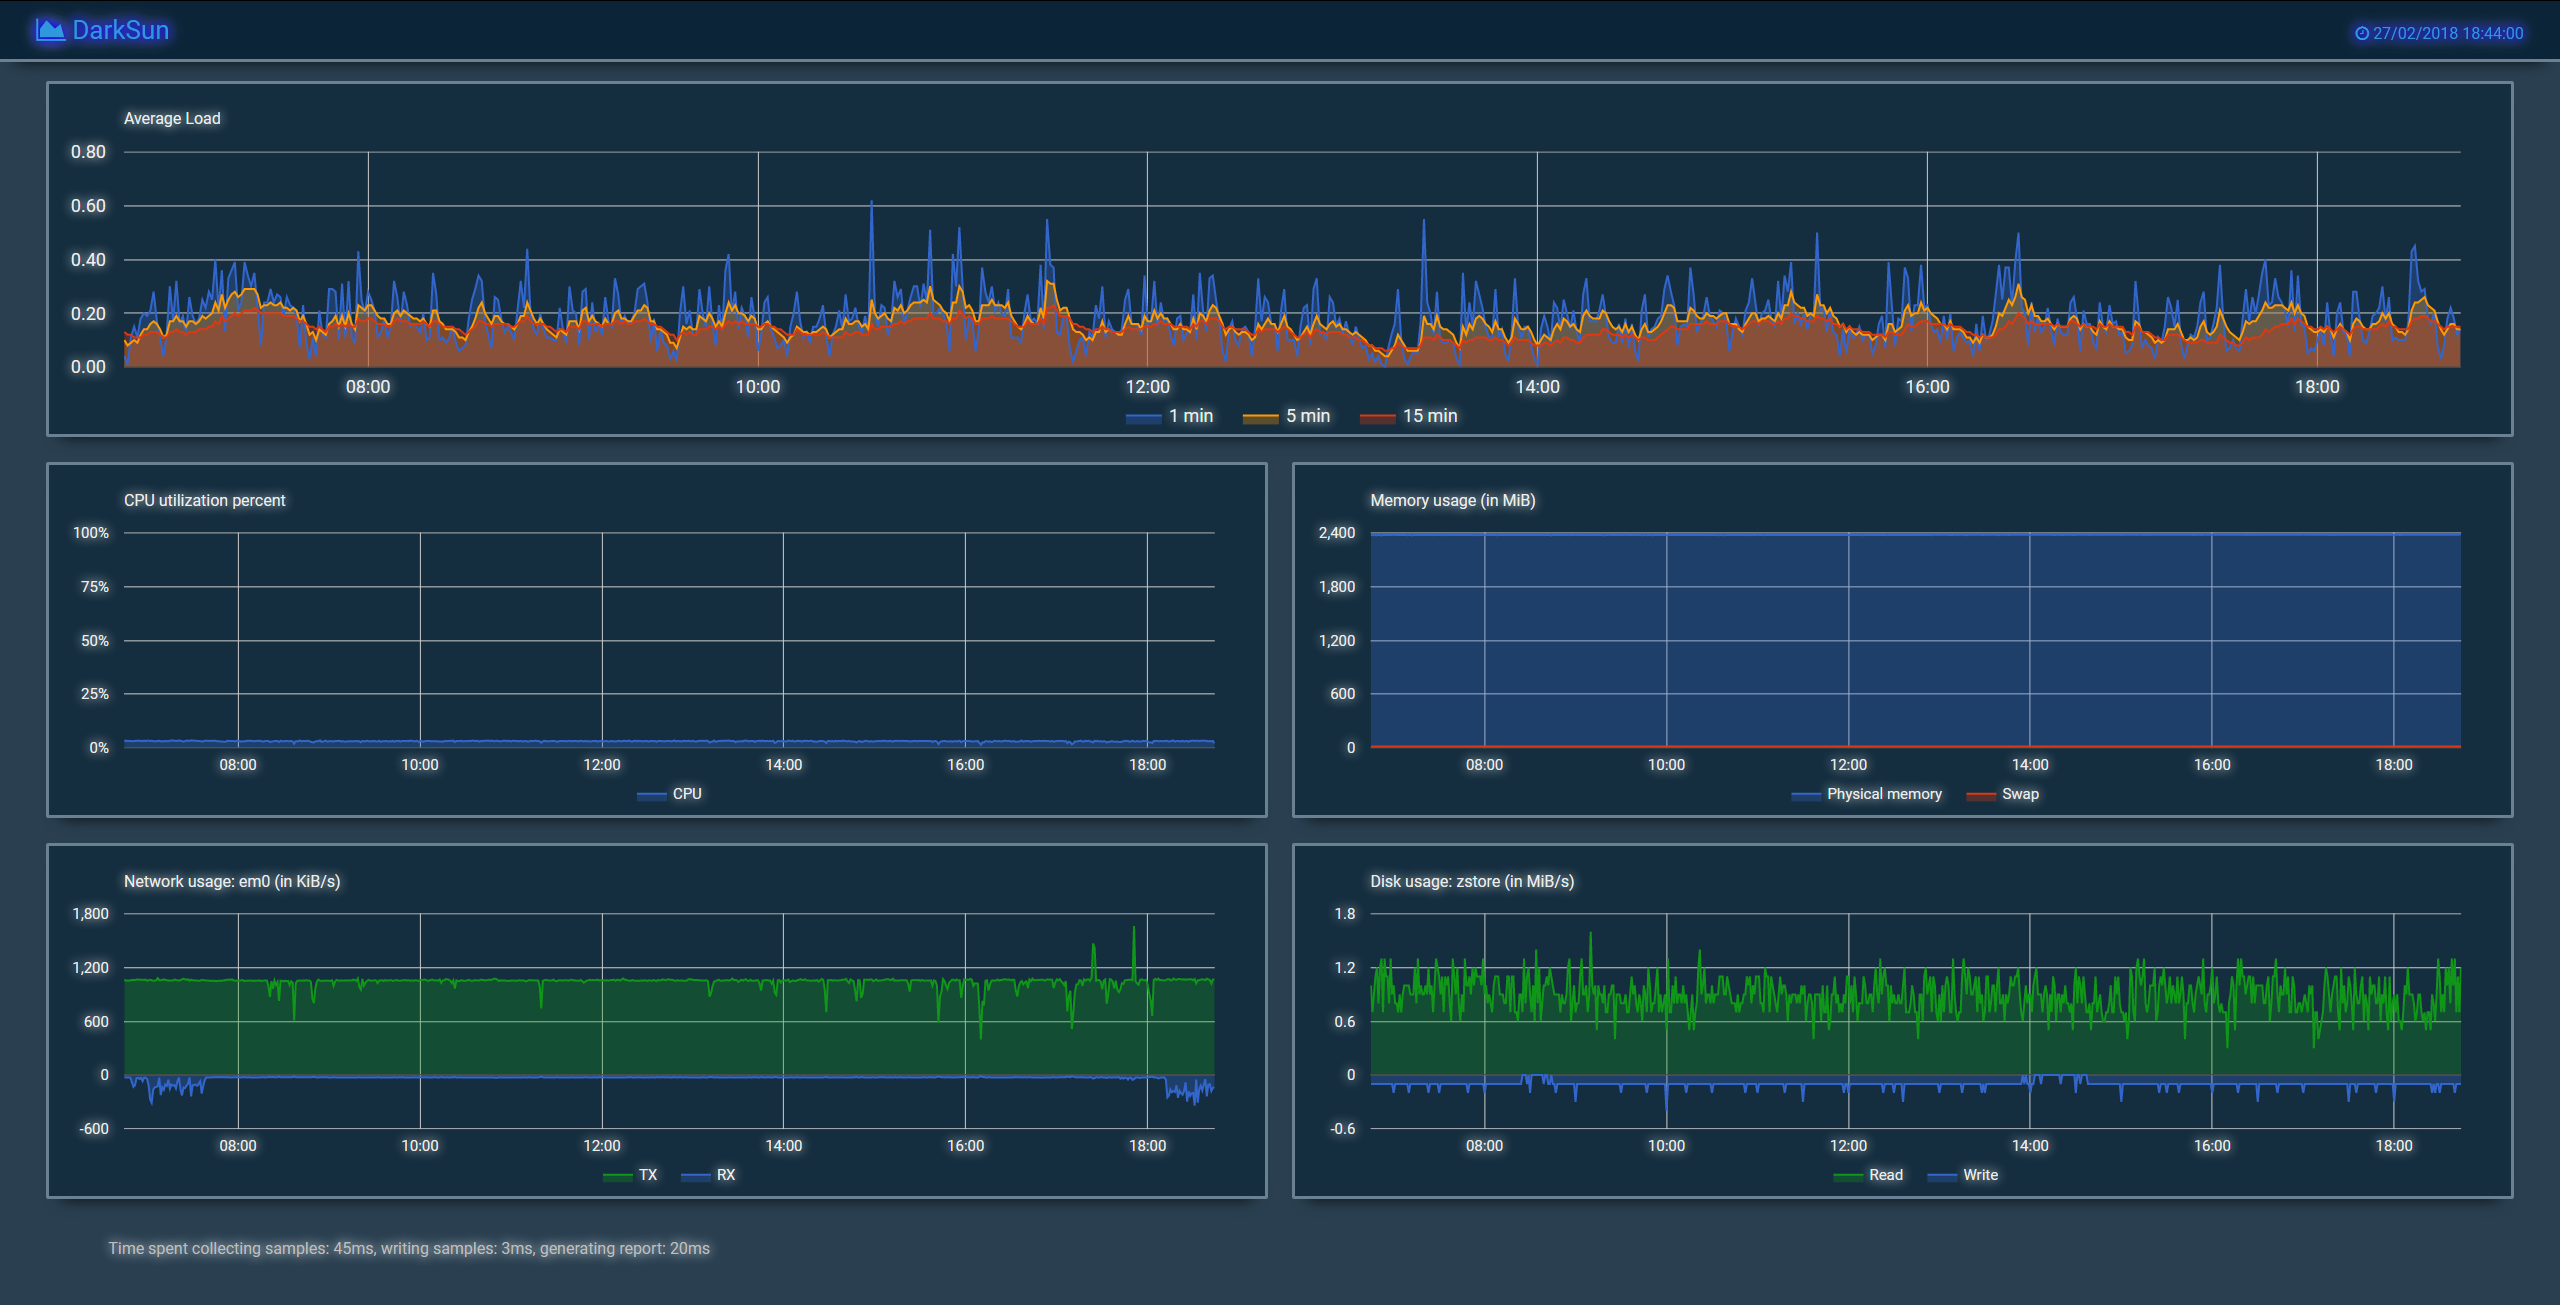 DarkSun
27/02/2018 18:44:00
Average Load
0.80
0.60
0.40
0.20
0.00
08:00 10:00 12:00 14:00 16:00 18:00
1 min 5 min 15 min
CPU utilization percent
100%
75%
50%
25%
0%
08:00 10:00 12:00 14:00 16:00 18:00
CPU
Memory usage (in MiB)
2,400
1,800
1,200
600
0
08:00 10:00 12:00 14:00 16:00 18:00
Physical memory Swap
Network usage: em0 (in KiB/s)
1,800
1,200
600
0
-600
08:00 10:00 12:00 14:00 16:00 18:00
TX RX
Disk usage: zstore (in MiB/s)
1.8
1.2
0.6
0
-0.6
08:00 10:00 12:00 14:00 16:00 18:00
Read Write
Time spent collecting samples: 45ms, writing samples: 3ms, generating report: 20ms